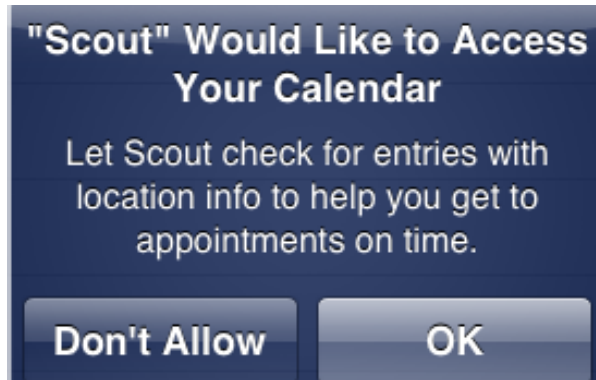 "Scout" Would Like to Access
Your Calendar
Let Scout check for entries with
location info to help you get to
appointments on time.
Don't Allow
OK